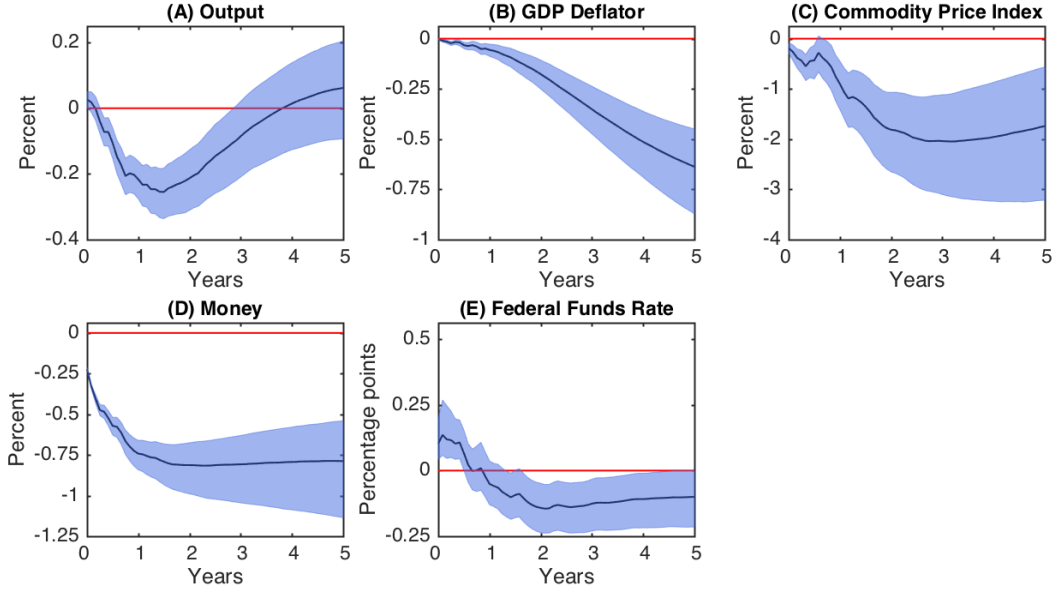 (A) Output
0.2
0
-0.2
-0.4
Percent
0 1 2 3 4 5
Years
(B) GDP Deflator
0
-0.25
-0.5
-0.75
-1
Percent
0 1 2 3 4 5
Years
(C) Commodity Price Index
0
-1
-2
-3
-4
Percent
0 1 2 3 4 5
Years
(D) Money
0
-0.25
-0.5
-0.75
-1
-1.25
Percent
0 1 2 3 4 5
Years
(E) Federal Funds Rate
0.5
0.25
0
-0.25
Percentage points
0 1 2 3 4 5
Years